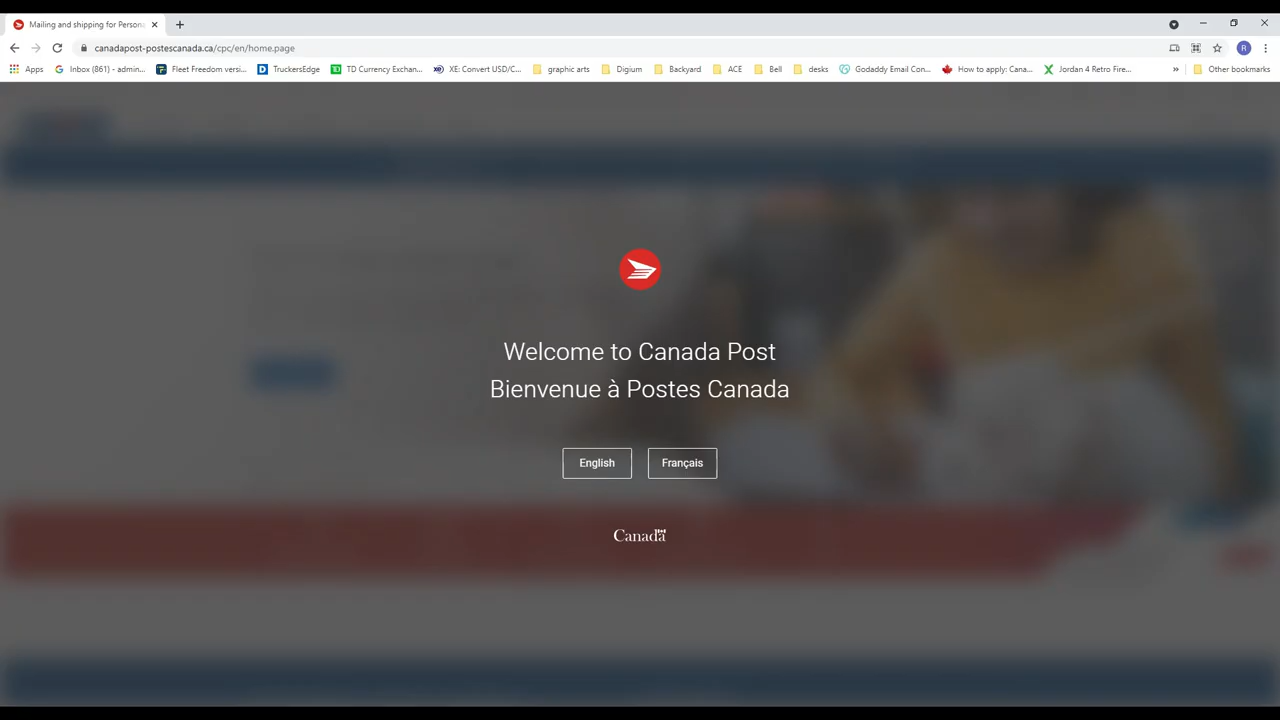 Mailing and shipping for Persona
canadapost-postescanada.ca/cpc/en/home.page
R
Apps
Inbox (861) - admin...
Fleet Freedom versi...
TruckersEdge
TD Currency Exchan...
XE: Convert USD/C...
graphic arts
Digium
Backyard
ACE
Bell
desks
Godaddy Email Con...
How to apply: Cana...
Jordan 4 Retro Fire...
»
Other bookmarks
Welcome to Canada Post
Bienvenue à Postes Canada
English
Français
Canada